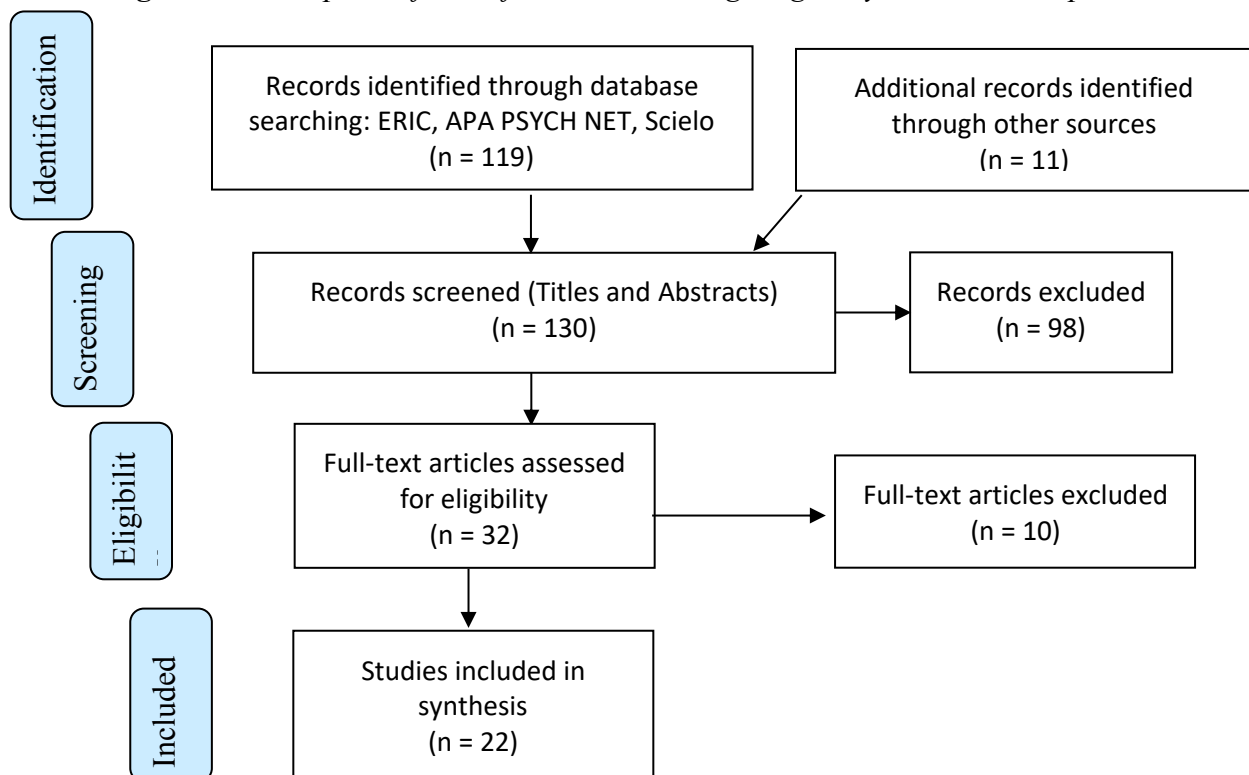 Identification
Records identified through database
searching: ERIC, APA PSYCH NET, Scielo
(n = 119)
Additional records identified
through other sources
(n = 11)
Screening
Records screened (Titles and Abstracts)
(n = 130)
Records excluded
(n = 98)
Eligibilit
Full-text articles assessed
for eligibility
(n = 32)
Full-text articles excluded
(n = 10)
Included
Studies included in
synthesis
(n = 22)